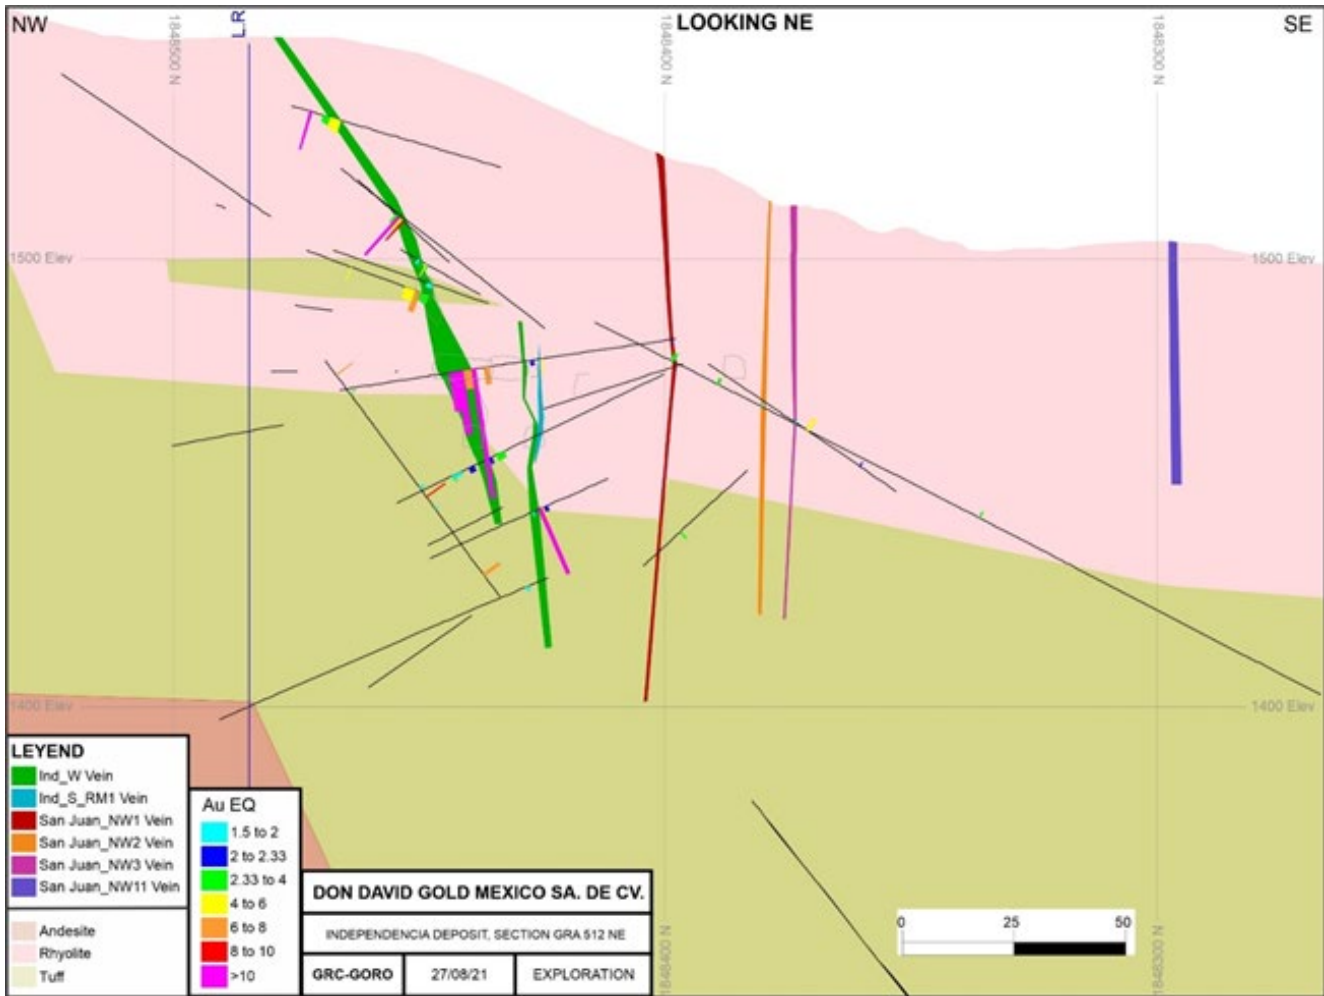 NW
1848500 N
L.R
1848400 N
LOOKING NE
1848300 N
SE
1500 Elev
1500 Elev
1400 Elev
1400 Elev
LEYEND
Ind_W Vein
Ind_S_RM1 Vein
San Juan_NW1 Vein
San Juan_NW2 Vein
San Juan_NW3 Vein
San Juan_NW11 Vein
Andesite
Rhyolite
Tuff
Au EQ
1.5 to 2
2 to 2.33
2.33 to 4
4 to 6
6 to 8
8 to 10
>10
DON DAVID GOLD MEXICO SA. DE CV.
INDEPENDENCIA DEPOSIT, SECTION GRA 512 NE
GRC-GORO 27/08/21 EXPLORATION
1848400 N
0 25 50
1848300 N